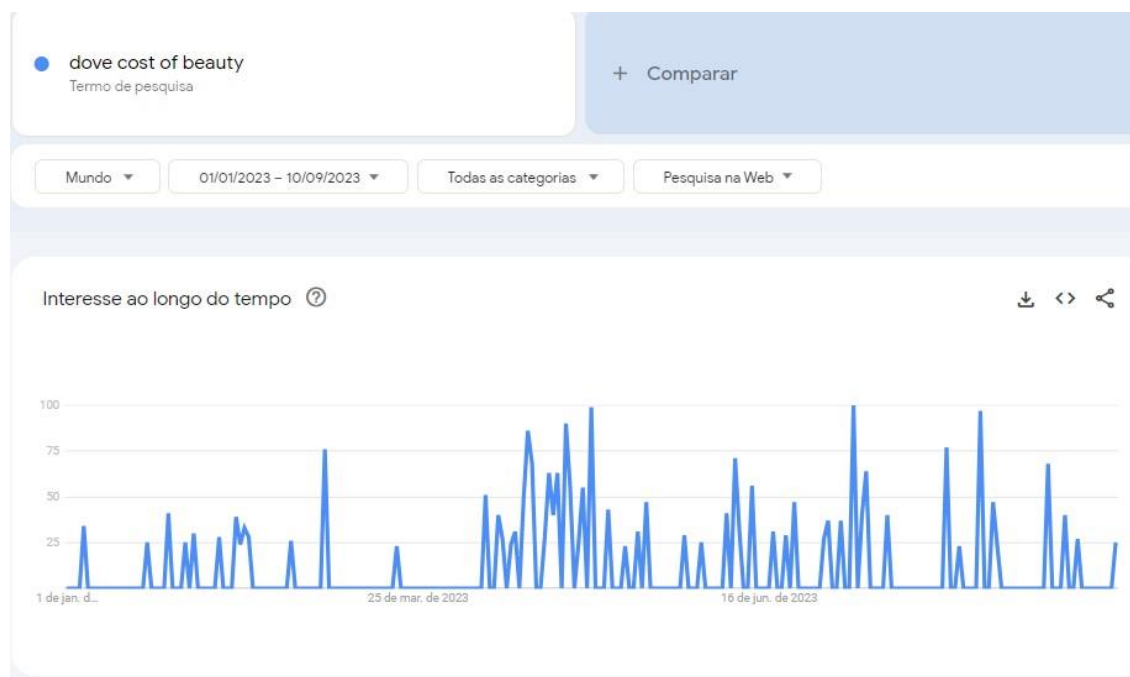 dove cost of beauty
Termo de pesquisa
+ Comparar
Mundo
01/01/2023 – 10/09/2023
Todas as categorias
Pesquisa na Web
Interesse ao longo do tempo
100
75
50
25
1 de jan. d...
25 de mar. de 2023
16 de jun. de 2023